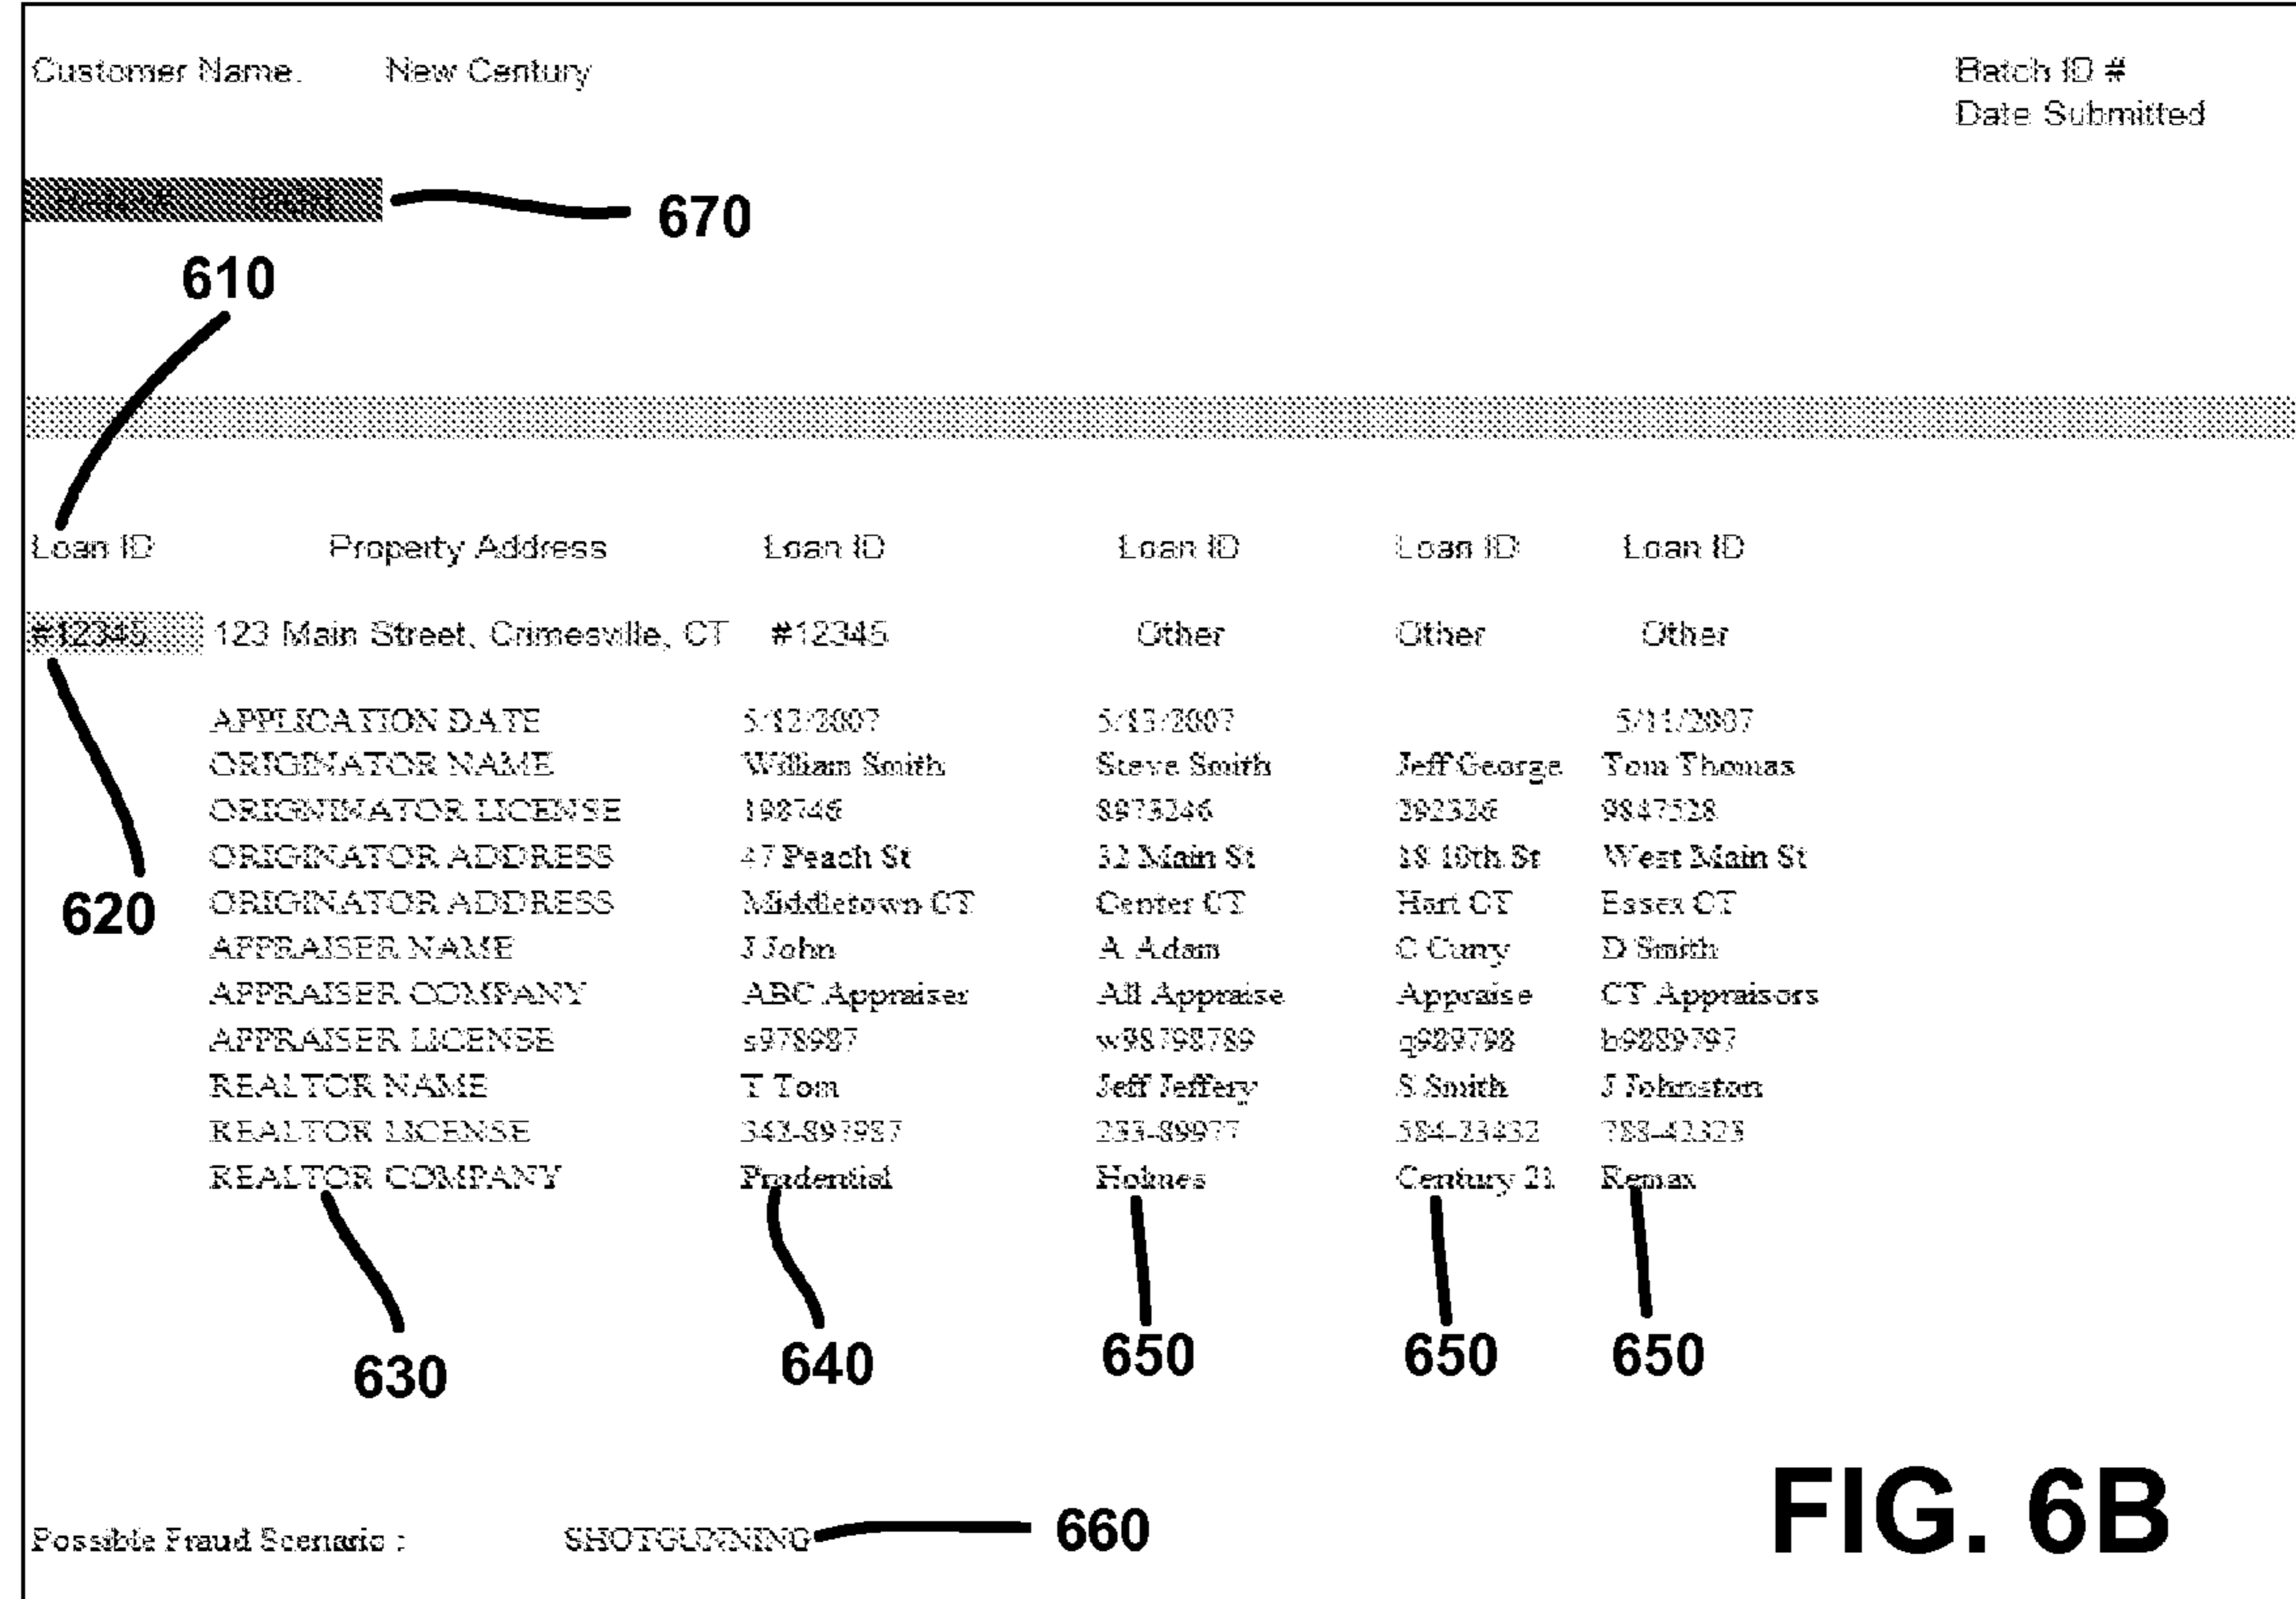 Customer Name. New Century Batch ID #
Date Submitted
670
610
Loan ID Property Address Loan ID Loan ID Loan ID Loan ID
#12345 123 Main Street, Crimesville, CT #12345 Other Other Other
APPLICATION DATE 5/12/2007 5/13/2007 5/11/2007
ORIGINATOR NAME William Smith Steve Smith Jeff George Tom Thomas
ORIGNINATOR LICENSE 198746 8973246 292326 9847528
ORIGINATOR ADDRESS 47 Peach St 32 Main St 18 10th St West Main St
620 ORIGINATOR ADDRESS Middletown CT Center CT Hart CT Essex CT
APPRAISER NAME J John A Adam C Curry D Smith
APPRAISER COMPANY ABC Appraiser All Appraise Appraise CT Appraisors
APPRAISER LICENSE s978987 w98798789 q989798 b9889797
REALTOR NAME T Tom Jeff Jeffery S Smith J Johnston
REALTOR LICENSE 343-897987 233-89977 584-23432 788-42323
REALTOR COMPANY Prudential Holmes Century 21 Remax
630 640 650 650 650
Possible Fraud Scenario : SHOTGUNNING 660
FIG. 6B